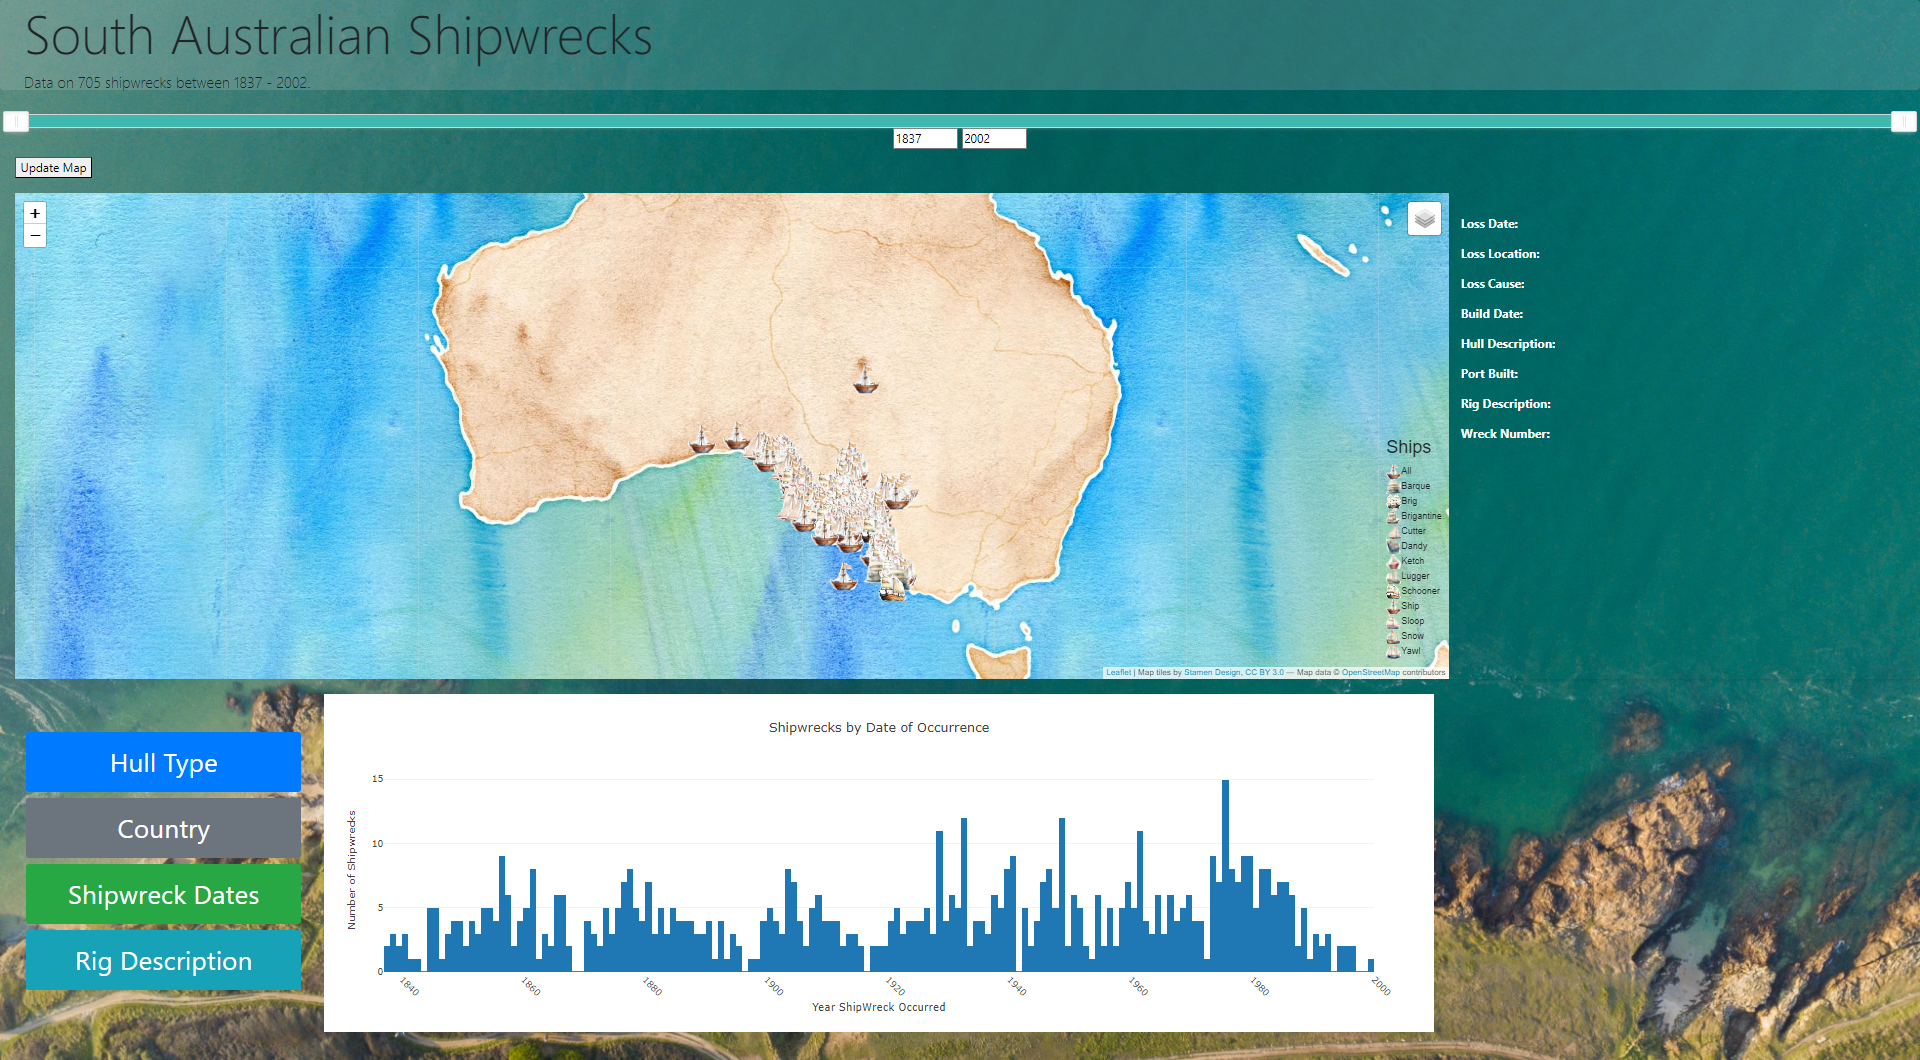 South Australian Shipwrecks
Data on 705 shipwrecks between 1837 - 2002.
1837 2002
Update Map
+
−
Loss Date:
Loss Location:
Loss Cause:
Build Date:
Hull Description:
Port Built:
Rig Description:
Wreck Number:
Ships
All
Barque
Brig
Brigantine
Cutter
Dandy
Ketch
Lugger
Schooner
Ship
Sloop
Snow
Yawl
Leaflet | Map tiles by Stamen Design, CC BY 3.0 — Map data © OpenStreetMap contributors
Hull Type
Country
Shipwreck Dates
Rig Description
Shipwrecks by Date of Occurrence
Number of Shipwrecks
15
10
5
0
1840 1860 1880 1900 1920 1940 1960 1980 2000
Year ShipWreck Occurred